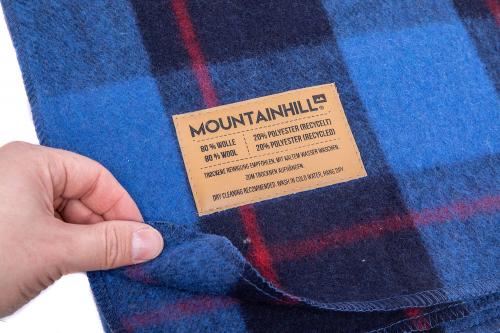 MOUNTAINHILL®
80 % WOLLE 20% POLYESTER (RECYCELT)
80 % WOOL 20% POLYESTER (RECYCLED)
TROCKENE REINIGUNG EMPFOHLEN. MIT KALTEM WASSER WASCHEN.
ZUM TROCKNEN AUFHÄNGEN.
DRY CLEANING RECOMMENDED. WASH IN COLD WATER, HANG DRY